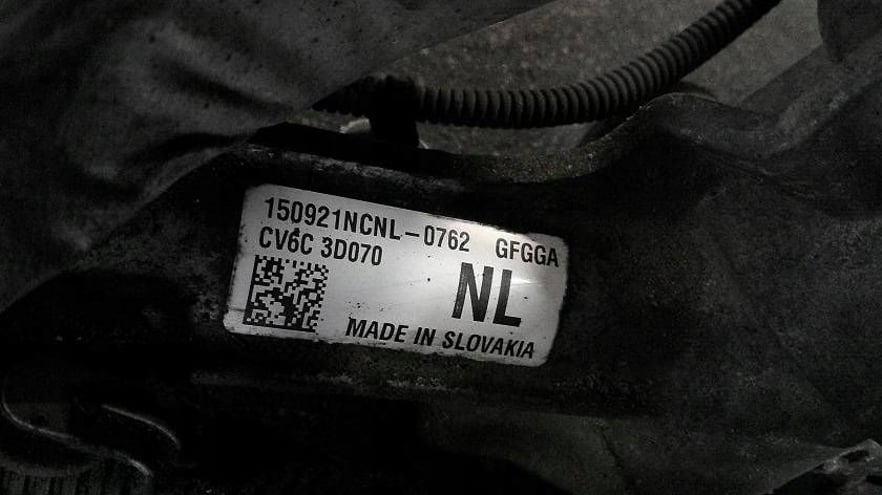 150921NCNL-0762 GFGGA
CV6C 3D070
NL
MADE IN SLOVAKIA